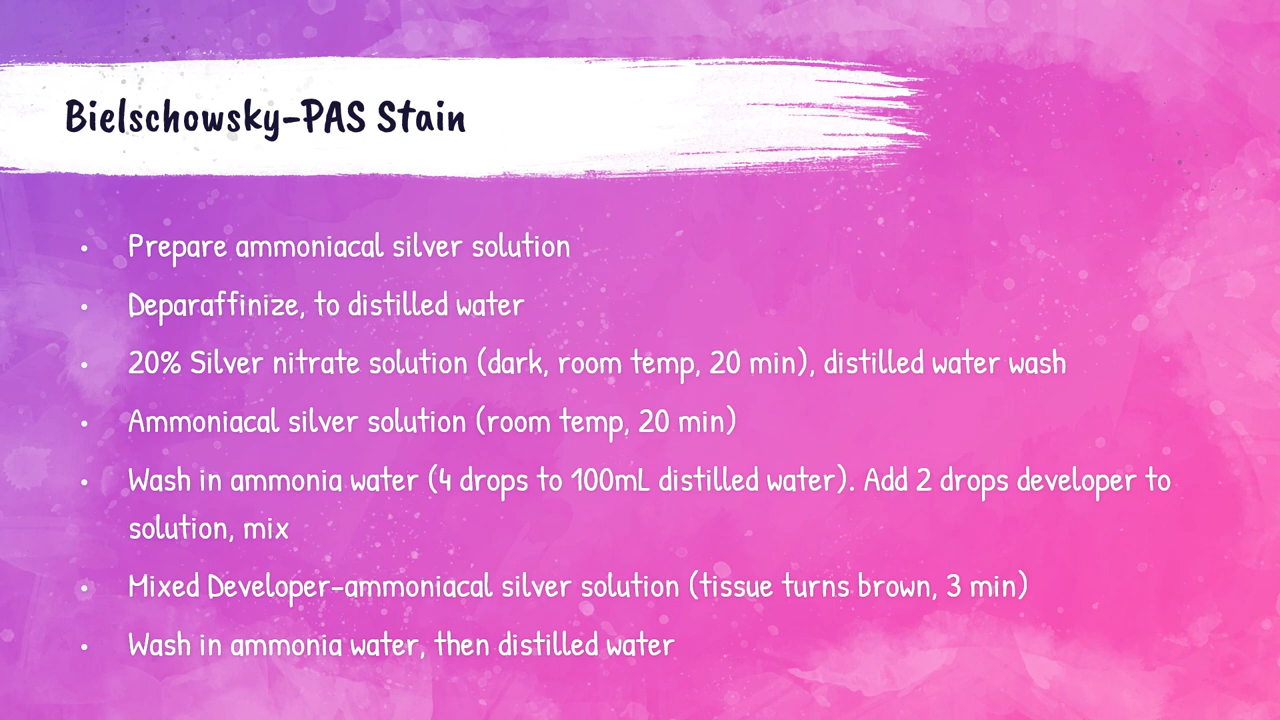 Bielschowsky-PAS Stain
• Prepare ammoniacal silver solution
• Deparaffinize, to distilled water
• 20% Silver nitrate solution (dark, room temp, 20 min), distilled water wash
• Ammoniacal silver solution (room temp, 20 min)
• Wash in ammonia water (4 drops to 100mL distilled water). Add 2 drops developer to
solution, mix
• Mixed Developer-ammoniacal silver solution (tissue turns brown, 3 min)
• Wash in ammonia water, then distilled water